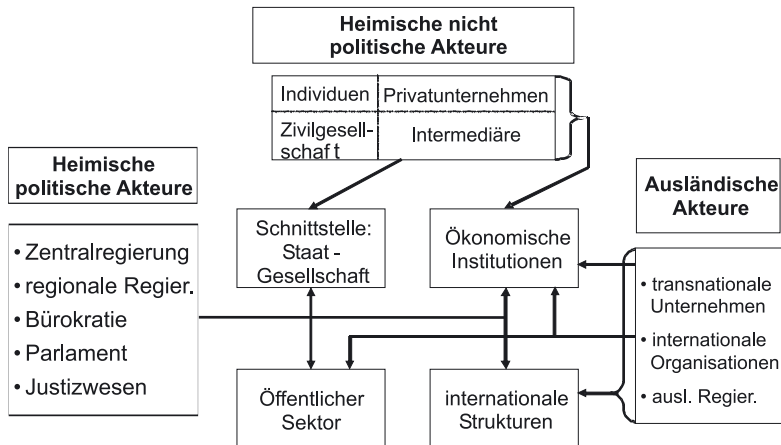 Heimische nicht
politische Akteure
Individuen
Privatunternehmen
Zivilgesell-
schaft
Intermediäre
Heimische
politische Akteure
• Zentralregierung
• regionale Regier.
• Bürokratie
• Parlament
• Justizwesen
Schnittstelle:
Staat -
Gesellschaft
Ökonomische
Institutionen
Ausländische
Akteure
• transnationale
Unternehmen
• internationale
Organisationen
• ausl. Regier.
Öffentlicher
Sektor
internationale
Strukturen